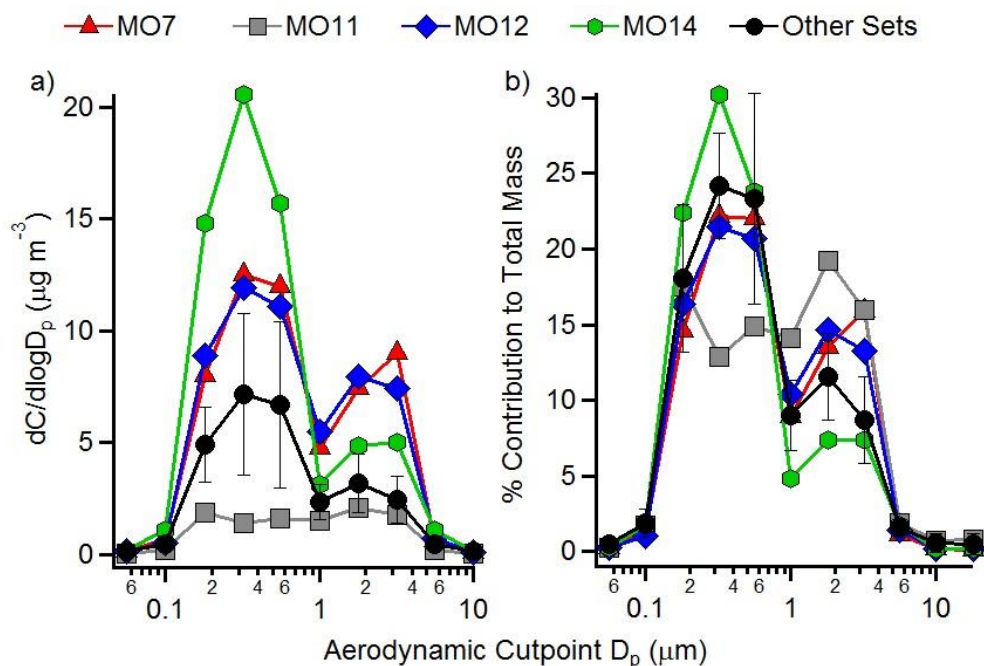 MO7 MO11 MO12 MO14 Other Sets
a) b)
20
15
10
5
0
dC/dlogDp (μg m-3)
30
25
20
15
10
5
0
% Contribution to Total Mass
6 2 4 6 2 4 6 6 2 4 6 2 4 6
0.1 1 10 0.1 1 10
Aerodynamic Cutpoint Dp (μm)